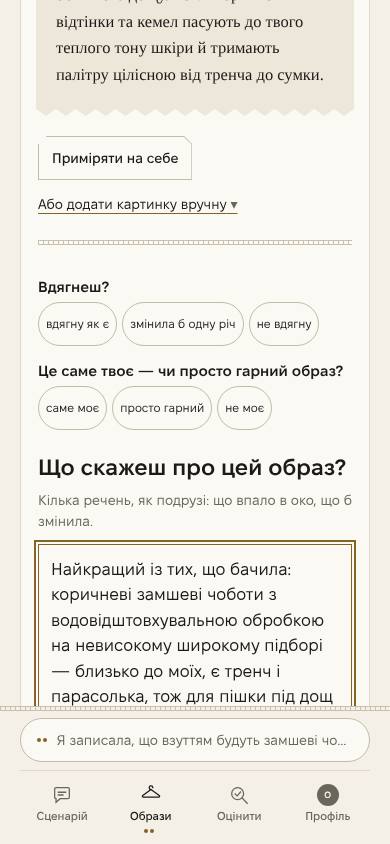 відтінки та кемел пасують до твого
теплого тону шкіри й тримають
палітру цілісною від тренча до сумки.
Приміряти на себе
Або додати картинку вручну ▾
Вдягнеш?
вдягну як є
змінила б одну річ
не вдягну
Це саме твоє — чи просто гарний образ?
саме моє
просто гарний
не моє
Що скажеш про цей образ?
Кілька речень, як подрузі: що впало в око, що б
змінила.
Найкращий із тих, що бачила:
коричневі замшеві чоботи з
водовідштовхувальною обробкою
на невисокому широкому підборі
— близько до моїх, є тренч і
парасолька, тож для пішки під дощ
Я записала, що взуттям будуть замшеві чо...
Сценарій
Образи
Оцінити
О
Профіль